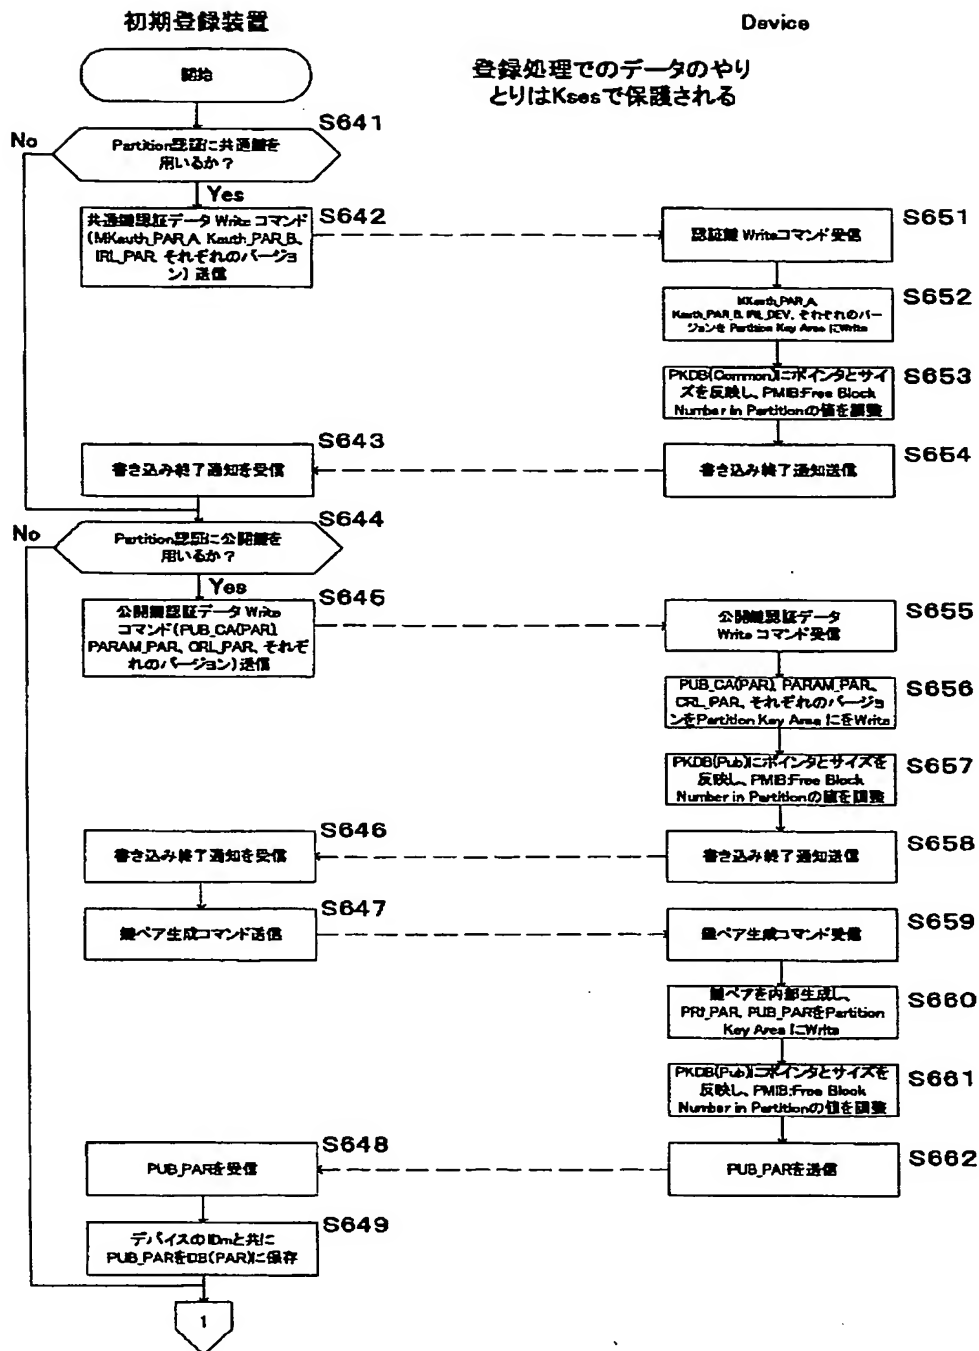 初期登録装置
Device
開始
登録処理でのデータのやり
とりはKsesで保護される
S641
No
Partition認証に共通鍵を
用いるか？
Yes
S642
共通鍵認証データ Write コマンド
(MKauth_PAR_A、Kauth_PAR_B、
IRL_PAR、それぞれのバージョ
ン) 送信
S651
認証鍵 Writeコマンド受信
S652
MKauth_PAR_A、
Kauth_PAR_B、IRL_DEV、それぞれのバー
ジョンを Partition Key Area にWrite
S653
PKDB(Common)にポインタとサイ
ズを反映し、PMIB:Free Block
Number in Partitionの値を調整
S643
書き込み終了通知を受信
S654
書き込み終了通知送信
S644
No
Partition認証に公開鍵を
用いるか？
Yes
S645
公開鍵認証データ Write
コマンド(PUB_CA(PAR)、
PARAM_PAR、CRL_PAR、それぞ
れのバージョン)送信
S655
公開鍵認証データ
Write コマンド受信
S656
PUB_CA(PAR)、PARAM_PAR、
CRL_PAR、それぞれのバージョ
ンをPartition Key Area にをWrite
S657
PKDB(Pub)にポインタとサイズを
反映し、PMIB:Free Block
Number in Partitionの値を調整
S646
書き込み終了通知を受信
S658
書き込み終了通知送信
S647
鍵ペア生成コマンド送信
S659
鍵ペア生成コマンド受信
S660
鍵ペアを内部生成し、
PRI_PAR、PUB_PARをPartition
Key Area にWrite
S661
PKDB(Pub)にポインタとサイズを
反映し、PMIB:Free Block
Number in Partitionの値を調整
S648
PUB_PARを受信
S662
PUB_PARを送信
S649
デバイスのIDmと共に
PUB_PARをDB(PAR)に保存
1